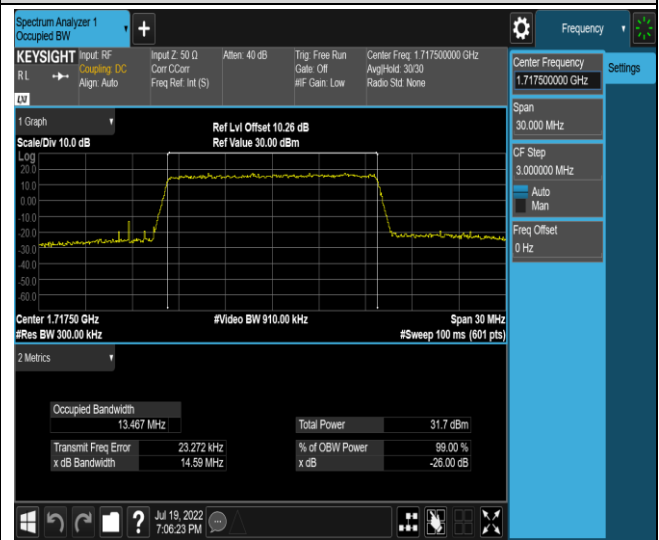 Spectrum Analyzer 1
Occupied BW
+
Frequency
KEYSIGHT
RL
Input: RF
Coupling: DC
Align: Auto
Input Z: 50 Ω
Corr CCorr
Freq Ref: Int (S)
Atten: 40 dB
Trig: Free Run
Gate: Off
#IF Gain: Low
Center Freq: 1.717500000 GHz
Avg|Hold: 30/30
Radio Std: None
Center Frequency
1.717500000 GHz
Settings
Span
30.000 MHz
CF Step
3.000000 MHz
Auto
Man
Freq Offset
0 Hz
1 Graph
Scale/Div 10.0 dB
Ref Lvl Offset 10.26 dB
Ref Value 30.00 dBm
Log
20.0
10.0
0.00
-10.0
-20.0
-30.0
-40.0
-50.0
-60.0
Center 1.71750 GHz
#Res BW 300.00 kHz
#Video BW 910.00 kHz
Span 30 MHz
#Sweep 100 ms (601 pts)
2 Metrics
Occupied Bandwidth
13.467 MHz
Total Power 31.7 dBm
Transmit Freq Error 23.272 kHz
% of OBW Power 99.00 %
x dB Bandwidth 14.59 MHz
x dB -26.00 dB
?
Jul 19, 2022
7:06:23 PM